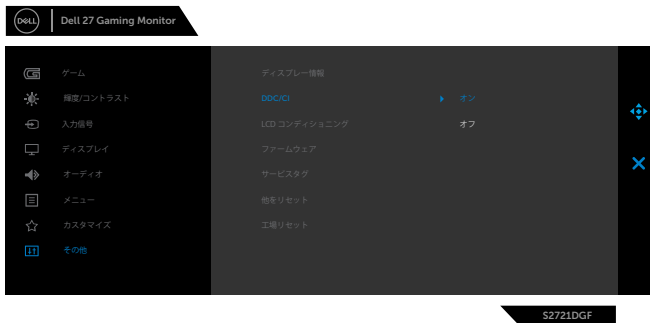 DELL
Dell 27 Gaming Monitor
ゲーム
ディスプレー情報
輝度/コントラスト
DDC/CI
オン
入力信号
LCD コンディショニング
オフ
ディスプレイ
ファームウェア
オーディオ
サービスタグ
メニュー
他をリセット
カスタマイズ
工場リセット
その他
S2721DGF